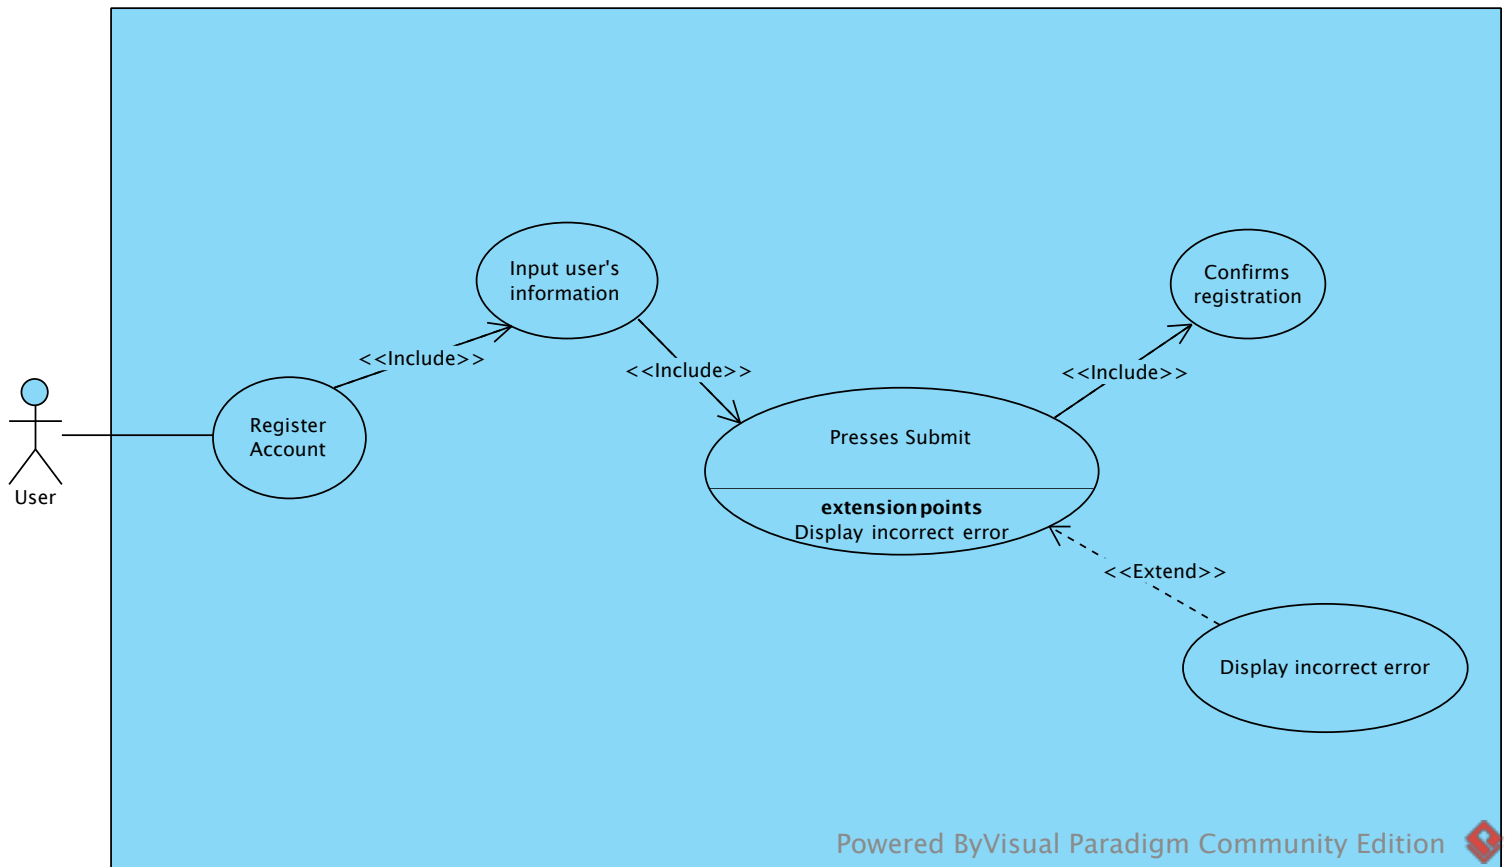 Input user's
information
Confirms
registration
<<Include>>
<<Include>>
<<Include>>
Register
Account
Presses Submit
User
extension points
Display incorrect error
<<Extend>>
Display incorrect error
Powered ByVisual Paradigm Community Edition